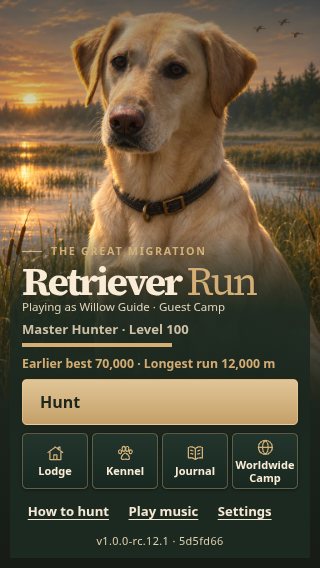 THE GREAT MIGRATION
Retriever Run
Playing as Willow Guide · Guest Camp
Master Hunter · Level 100
Earlier best 70,000 · Longest run 12,000 m
Hunt
Lodge
Kennel
Journal
Worldwide Camp
How to hunt
Play music
Settings
v1.0.0-rc.12.1 · 5d5fd66